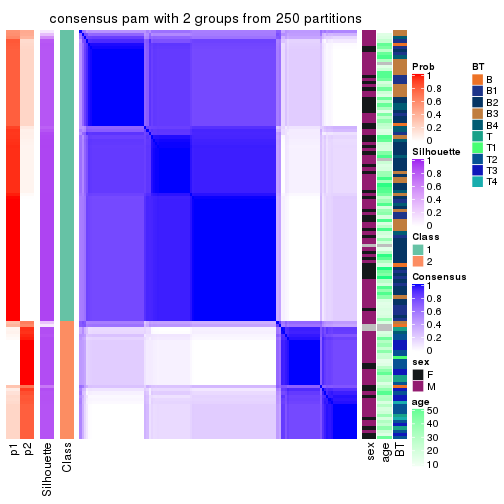 consensus pam with 2 groups from 250 partitions
Prob
1
0.8
0.6
0.4
0.2
0
Silhouette
1
0.8
0.6
0.4
0.2
0
Class
1
2
Consensus
1
0.8
0.6
0.4
0.2
0
sex
F
M
age
50
40
30
20
10
BT
B
B1
B2
B3
B4
T
T1
T2
T3
T4
p1
p2
Silhouette
Class
sex
age
BT